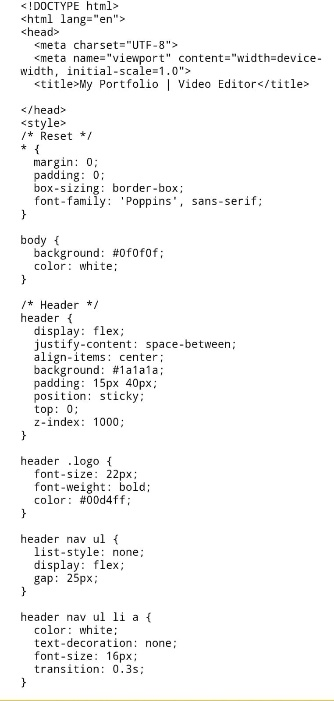 <!DOCTYPE html>
<html lang="en">
<head>
  <meta charset="UTF-8">
  <meta name="viewport" content="width=device-
width, initial-scale=1.0">
  <title>My Portfolio | Video Editor</title>

</head>
<style>
/* Reset */
* {
  margin: 0;
  padding: 0;
  box-sizing: border-box;
  font-family: 'Poppins', sans-serif;
}

body {
  background: #0f0f0f;
  color: white;
}

/* Header */
header {
  display: flex;
  justify-content: space-between;
  align-items: center;
  background: #1a1a1a;
  padding: 15px 40px;
  position: sticky;
  top: 0;
  z-index: 1000;
}

header .logo {
  font-size: 22px;
  font-weight: bold;
  color: #00d4ff;
}

header nav ul {
  list-style: none;
  display: flex;
  gap: 25px;
}

header nav ul li a {
  color: white;
  text-decoration: none;
  font-size: 16px;
  transition: 0.3s;
}